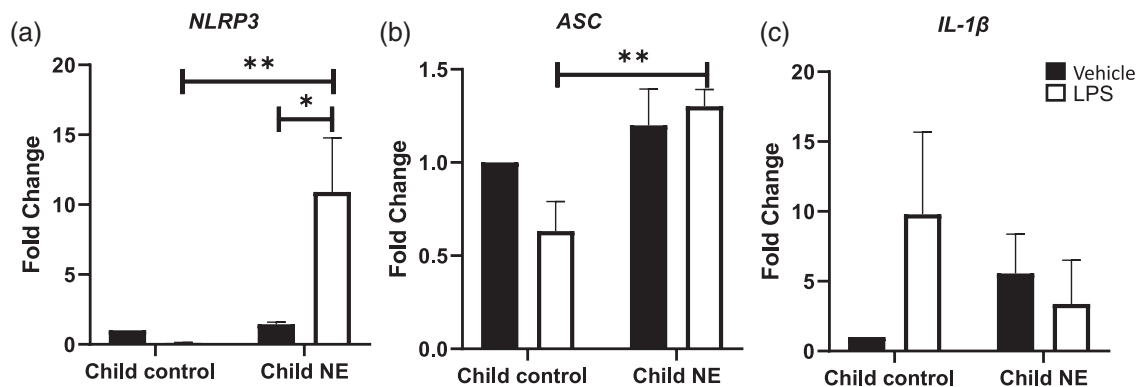 (a)
NLRP3
20
15
10
5
0
Fold Change
**
*
Child control
Child NE
(b)
ASC
1.5
1.0
0.5
0.0
Fold Change
**
Child control
Child NE
(c)
IL-1β
20
15
10
5
0
Fold Change
Vehicle
LPS
Child control
Child NE